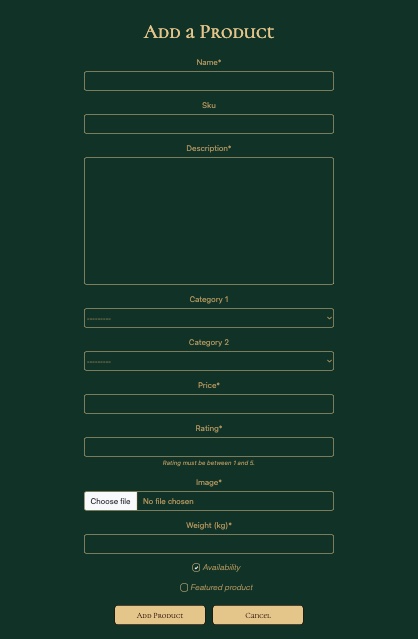 Add a Product
Name*
Sku
Description*
Category 1
---------
Category 2
---------
Price*
Rating*
Rating must be between 1 and 5.
Image*
Choose file No file chosen
Weight (kg)*
Availability
Featured product
Add Product Cancel